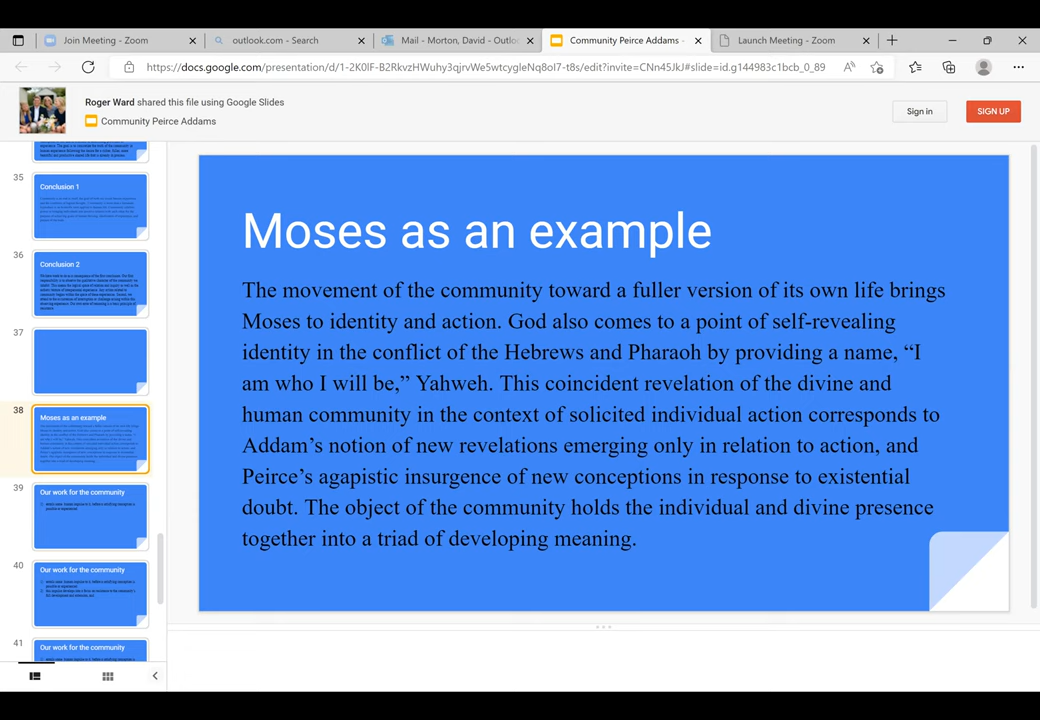 Join Meeting - Zoom
outlook.com - Search
Mail - Morton, David - Outlo
Community Peirce Addams -
Launch Meeting - Zoom
https://docs.google.com/presentation/d/1-2K0lF-B2RkvzHWuhy3qjrvWe5wtcygleNq8oI7-t8s/edit?invite=CNn45JkJ#slide=id.g144983c1bcb_0_89
Roger Ward shared this file using Google Slides
Community Peirce Addams
Sign in
SIGN UP
35
Conclusion 1
36
Conclusion 2
37
38
Moses as an example
39
Our work for the community
40
Our work for the community
41
Our work for the community
Moses as an example
The movement of the community toward a fuller version of its own life brings
Moses to identity and action. God also comes to a point of self-revealing
identity in the conflict of the Hebrews and Pharaoh by providing a name, “I
am who I will be,” Yahweh. This coincident revelation of the divine and
human community in the context of solicited individual action corresponds to
Addam’s notion of new revelations emerging only in relation to action, and
Peirce’s agapistic insurgence of new conceptions in response to existential
doubt. The object of the community holds the individual and divine presence
together into a triad of developing meaning.